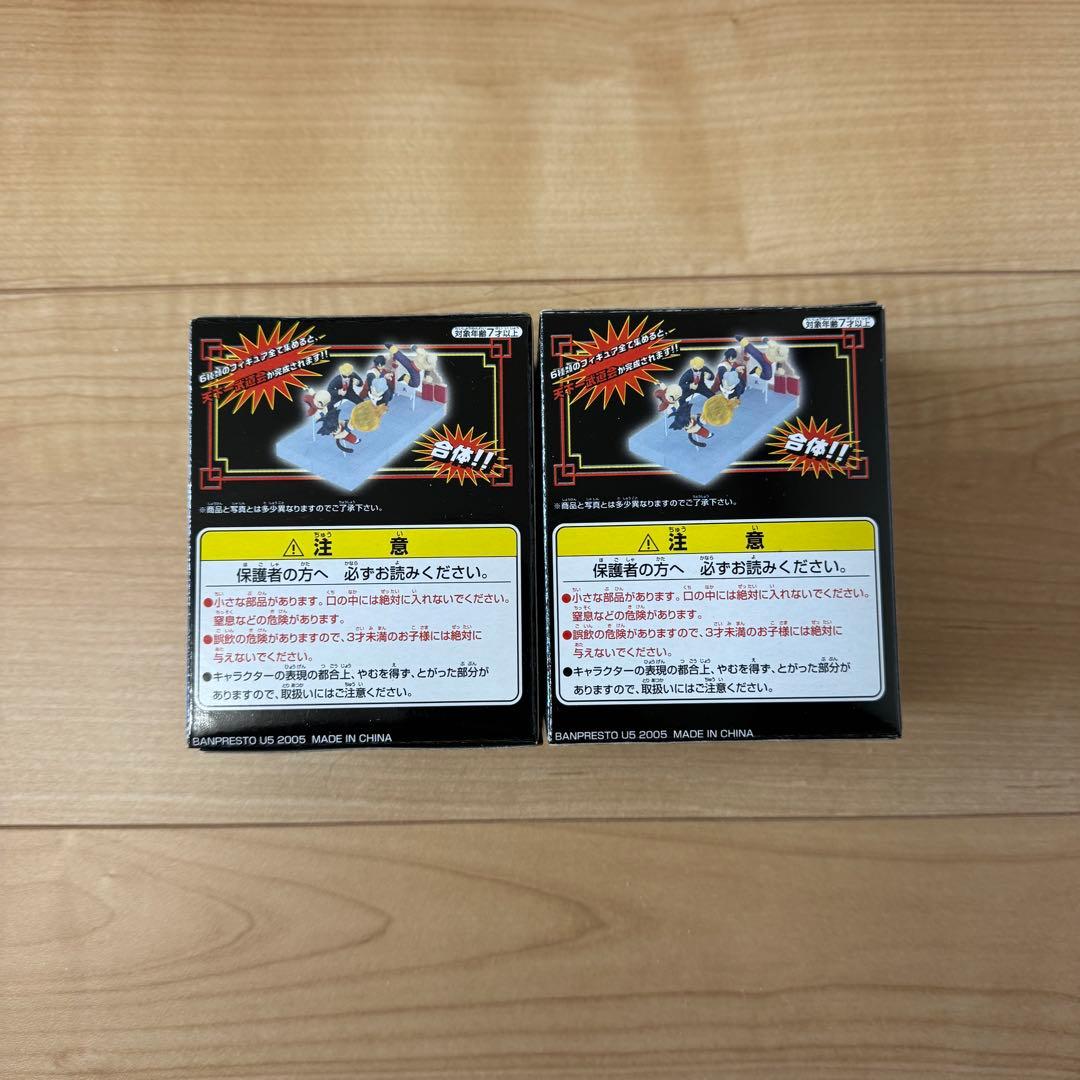 対象年齢7才以上
6種類のフィギュア全て集めると、
天下一武道会が完成されます!!
合体!!
※商品と写真とは多少異なりますのでご了承下さい。
⚠注 意
保護者の方へ 必ずお読みください。
●小さな部品があります。口の中には絶対に入れないでください。
窒息などの危険があります。
●誤飲の危険がありますので、3才未満のお子様には絶対に
与えないでください。
●キャラクターの表現の都合上、やむを得ず、とがった部分が
ありますので、取扱いにはご注意ください。
BANPRESTO U5 2005 MADE IN CHINA
対象年齢7才以上
6種類のフィギュア全て集めると、
天下一武道会が完成されます!!
合体!!
※商品と写真とは多少異なりますのでご了承下さい。
⚠注 意
保護者の方へ 必ずお読みください。
●小さな部品があります。口の中には絶対に入れないでください。
窒息などの危険があります。
●誤飲の危険がありますので、3才未満のお子様には絶対に
与えないでください。
●キャラクターの表現の都合上、やむを得ず、とがった部分が
ありますので、取扱いにはご注意ください。
BANPRESTO U5 2005 MADE IN CHINA